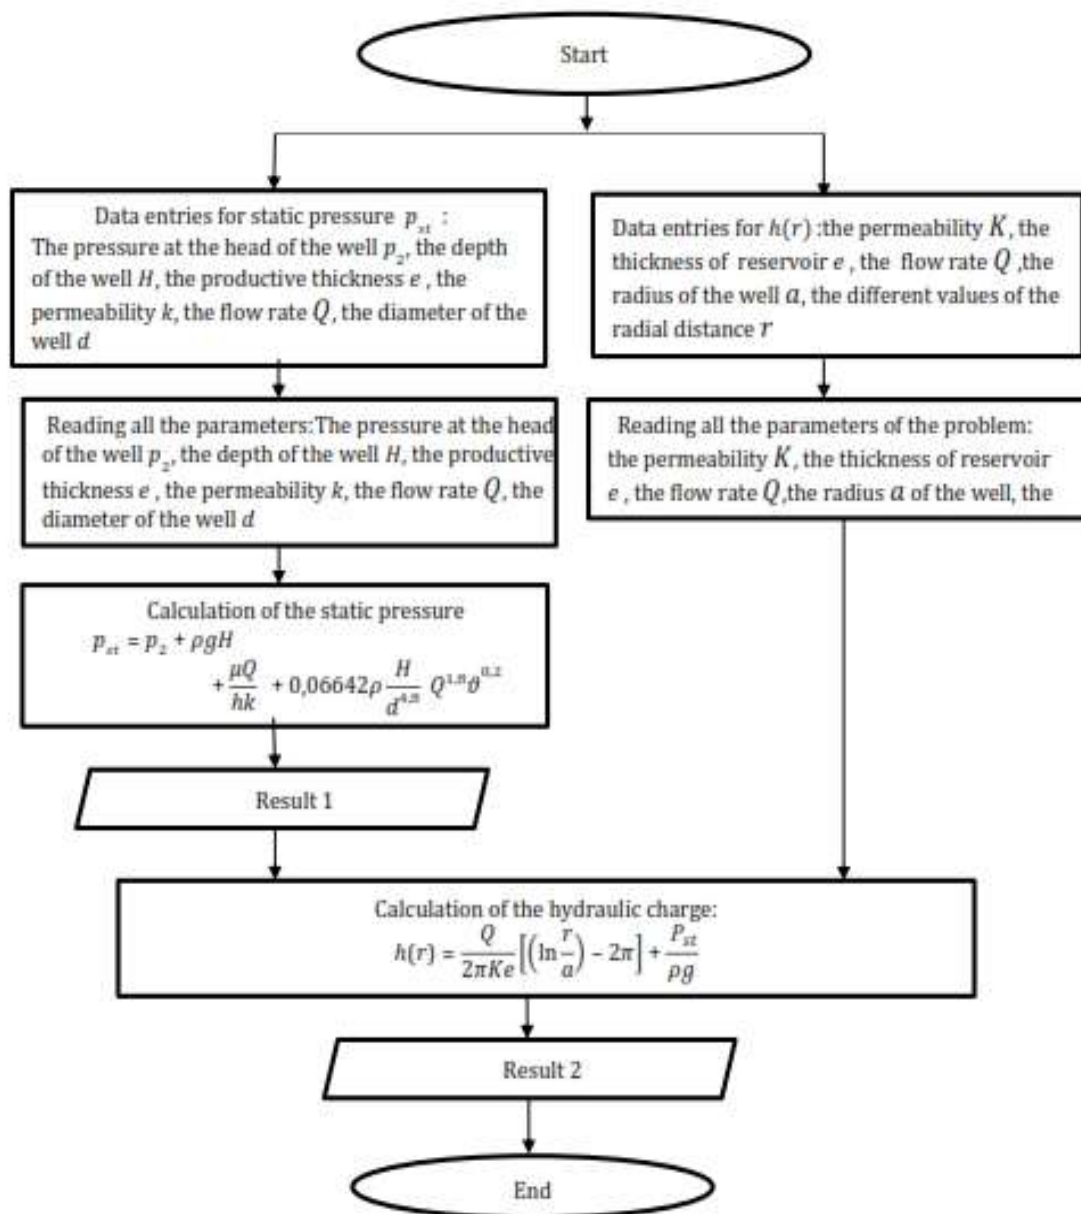 Start
Data entries for static pressure p_st :
The pressure at the head of the well p_2, the depth
of the well H, the productive thickness e , the
permeability k, the flow rate Q, the diameter of the
well d
Data entries for h(r) :the permeability K, the
thickness of reservoir e , the flow rate Q ,the
radius of the well a, the different values of the
radial distance r
Reading all the parameters:The pressure at the head
of the well p_2, the depth of the well H, the productive
thickness e , the permeability k, the flow rate Q, the
diameter of the well d
Reading all the parameters of the problem:
the permeability K, the thickness of reservoir
e , the flow rate Q,the radius a of the well, the
Calculation of the static pressure
p_st = p_2 + ρgH
+ μQ/hk + 0,06642ρ H/d^4,8 Q^1,8 ϑ^0,2
Result 1
Calculation of the hydraulic charge:
h(r) = Q/2πKe [(ln r/a) − 2π] + P_st/ρg
Result 2
End